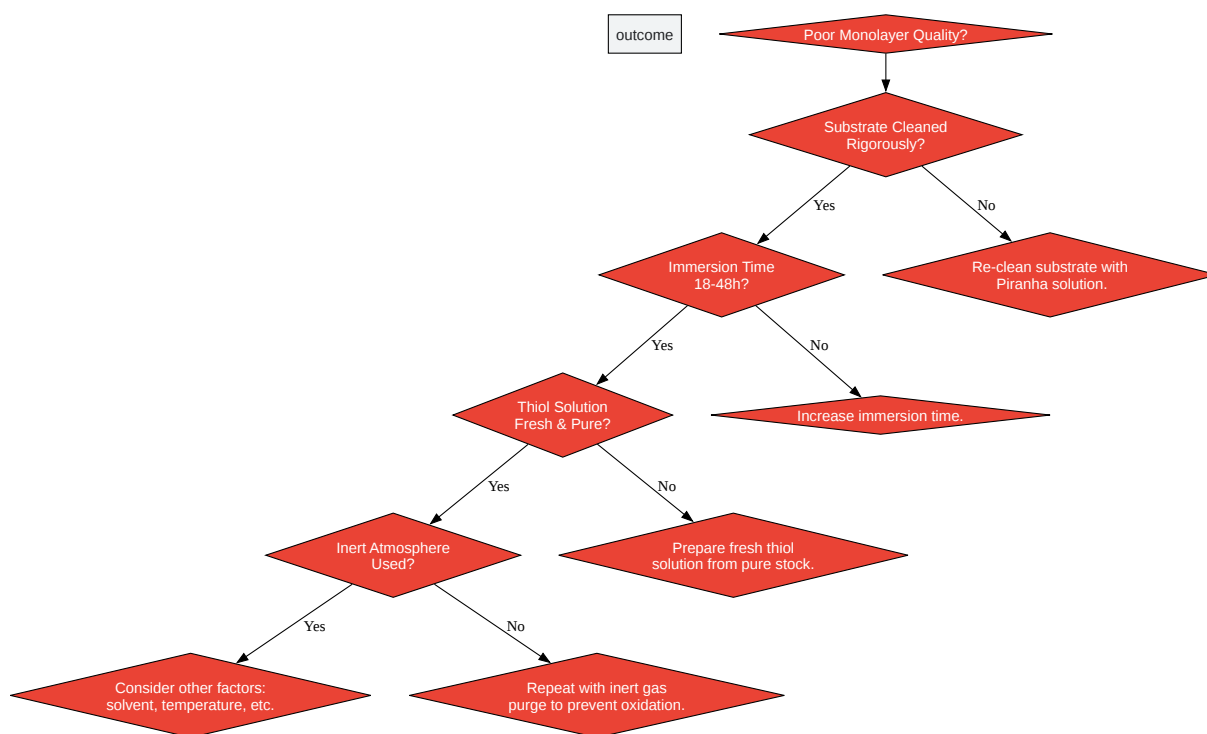 outcome
Poor Monolayer Quality?
Substrate Cleaned
Rigorously?
Yes
No
Immersion Time
18-48h?
Re-clean substrate with
Piranha solution.
Yes
No
Thiol Solution
Fresh & Pure?
Increase immersion time.
Yes
No
Inert Atmosphere
Used?
Prepare fresh thiol
solution from pure stock.
Yes
No
Consider other factors:
solvent, temperature, etc.
Repeat with inert gas
purge to prevent oxidation.